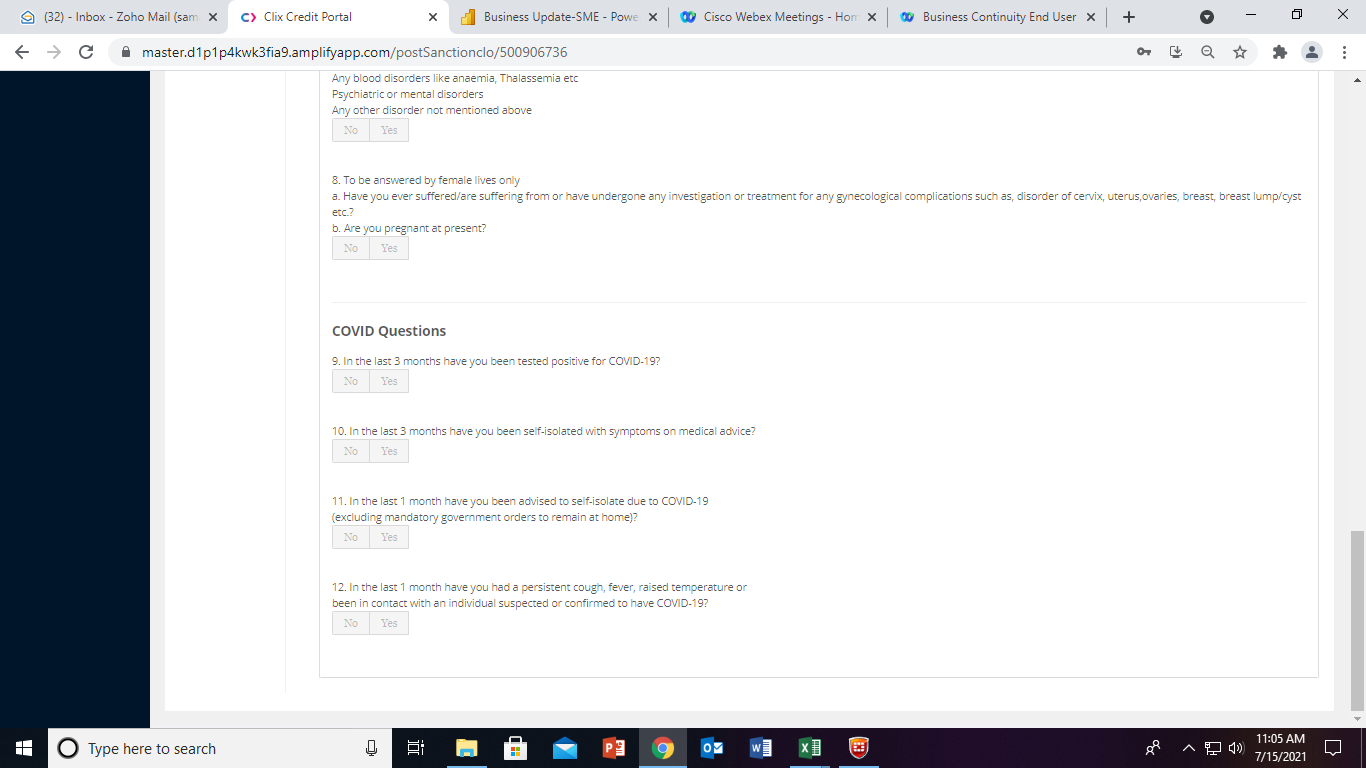 (32) - Inbox - Zoho Mail (sam
Clix Credit Portal
Business Update-SME - Powe
Cisco Webex Meetings - Hom
Business Continuity End User
master.d1p1p4kwk3fia9.amplifyapp.com/postSanctionclo/500906736
Any blood disorders like anaemia, Thalassemia etc
Psychiatric or mental disorders
Any other disorder not mentioned above
No Yes
8. To be answered by female lives only
a. Have you ever suffered/are suffering from or have undergone any investigation or treatment for any gynecological complications such as, disorder of cervix, uterus,ovaries, breast, breast lump/cyst
etc.?
b. Are you pregnant at present?
No Yes
COVID Questions
9. In the last 3 months have you been tested positive for COVID-19?
No Yes
10. In the last 3 months have you been self-isolated with symptoms on medical advice?
No Yes
11. In the last 1 month have you been advised to self-isolate due to COVID-19
(excluding mandatory government orders to remain at home)?
No Yes
12. In the last 1 month have you had a persistent cough, fever, raised temperature or
been in contact with an individual suspected or confirmed to have COVID-19?
No Yes
Type here to search
11:05 AM
7/15/2021